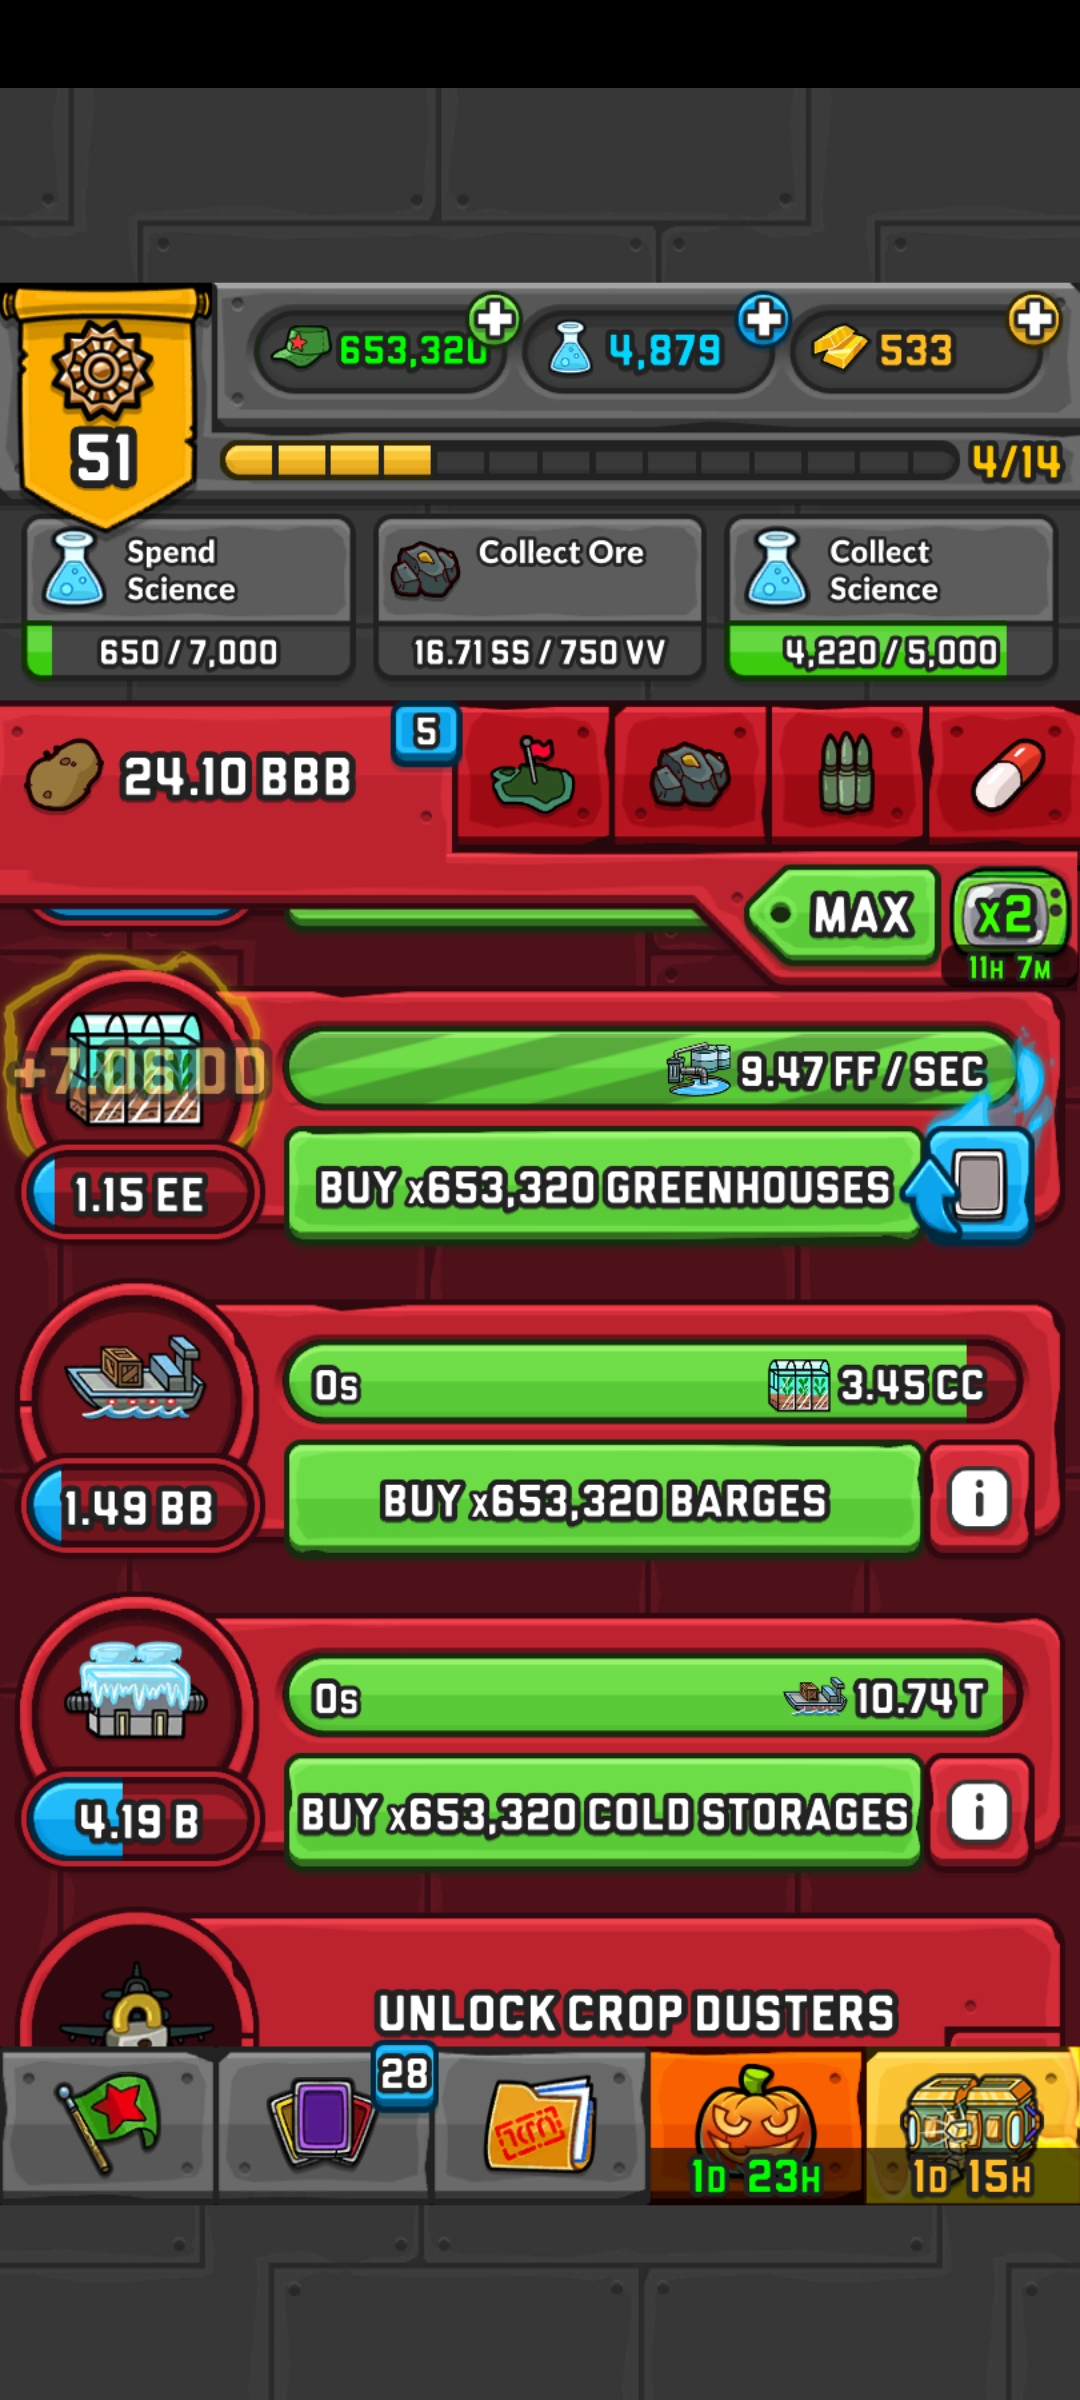 51
653,320
4,879
533
4/14
Spend
Science
650 / 7,000
Collect Ore
16.71 SS / 750 VV
Collect
Science
4,220 / 5,000
24.10 BBB
5
MAX
x2
11H 7M
+7.06 DD
9.47 FF / SEC
1.15 EE
BUY x653,320 GREENHOUSES
0s
3.45 CC
1.49 BB
BUY x653,320 BARGES
0s
10.74 T
4.19 B
BUY x653,320 COLD STORAGES
UNLOCK CROP DUSTERS
28
1D 23H
1D 15H